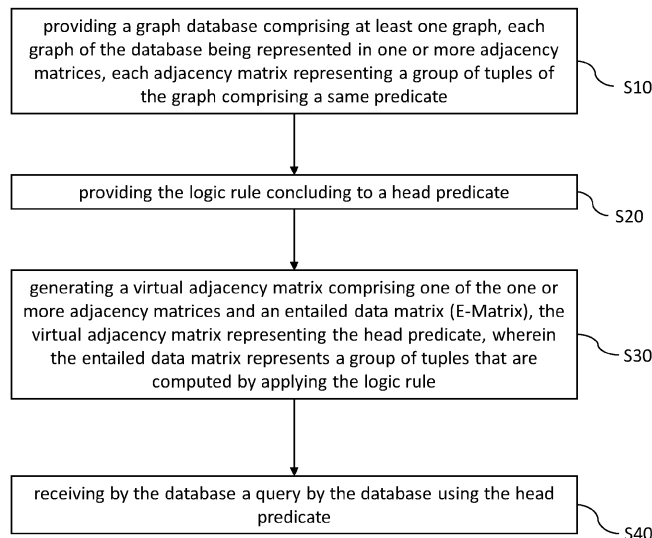 providing a graph database comprising at least one graph, each
graph of the database being represented in one or more adjacency
matrices, each adjacency matrix representing a group of tuples of
the graph comprising a same predicate
S10
providing the logic rule concluding to a head predicate
S20
generating a virtual adjacency matrix comprising one of the one or
more adjacency matrices and an entailed data matrix (E-Matrix), the
virtual adjacency matrix representing the head predicate, wherein
the entailed data matrix represents a group of tuples that are
computed by applying the logic rule
S30
receiving by the database a query by the database using the head
predicate
S40